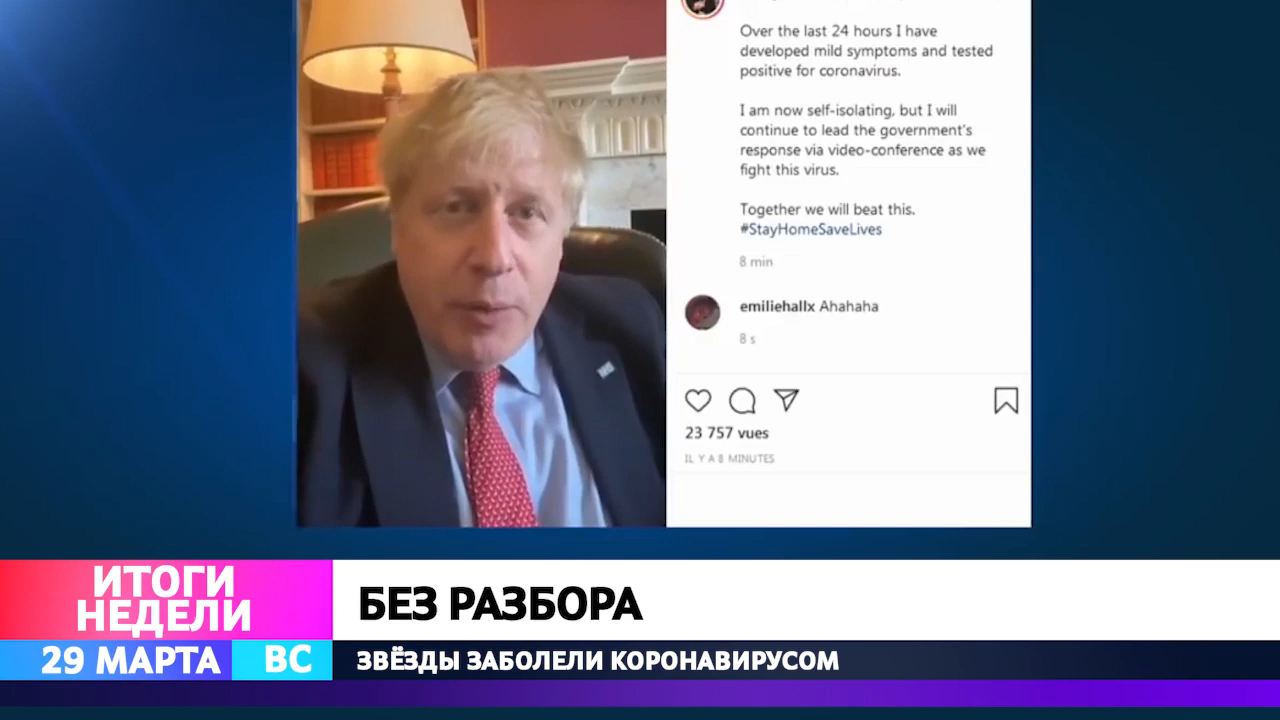 Over the last 24 hours I have
developed mild symptoms and tested
positive for coronavirus.
I am now self-isolating, but I will
continue to lead the government's
response via video-conference as we
fight this virus.
Together we will beat this.
#StayHomeSaveLives
8 min
emiliehallx Ahahaha
8 s
23 757 vues
IL Y A 8 MINUTES
ИТОГИ
НЕДЕЛИ
БЕЗ РАЗБОРА
29 МАРТА ВС
ЗВЁЗДЫ ЗАБОЛЕЛИ КОРОНАВИРУСОМ